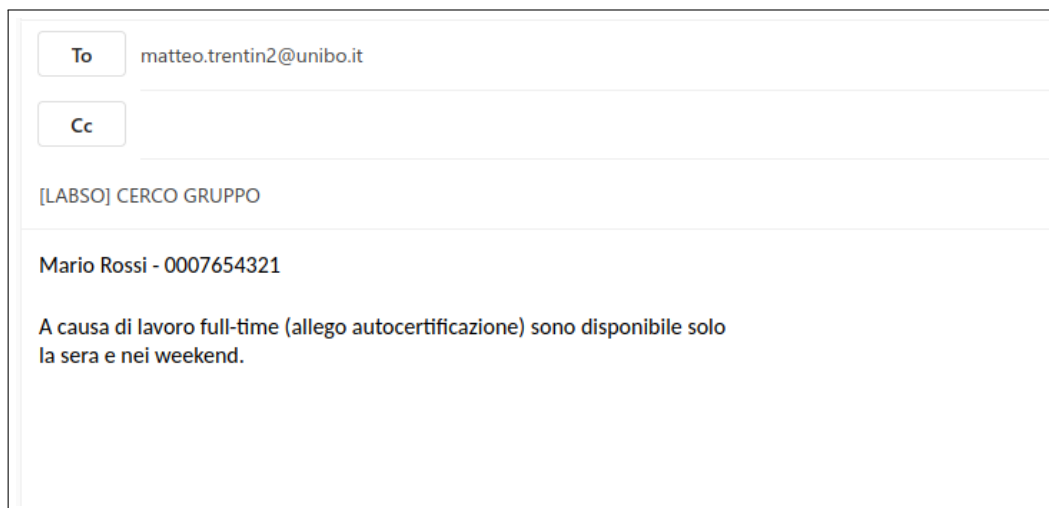 To matteo.trentin2@unibo.it
Cc
[LABSO] CERCO GRUPPO
Mario Rossi - 0007654321
A causa di lavoro full-time (allego autocertificazione) sono disponibile solo
la sera e nei weekend.